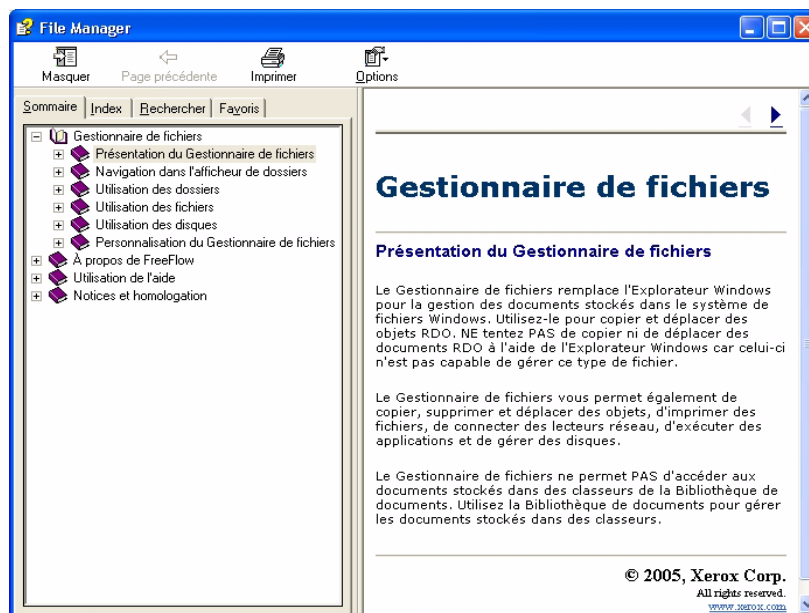 File Manager
Masquer
Page précédente
Imprimer
Options
Sommaire
Index
Rechercher
Favoris
Gestionnaire de fichiers
Présentation du Gestionnaire de fichiers
Navigation dans l'afficheur de dossiers
Utilisation des dossiers
Utilisation des fichiers
Utilisation des disques
Personnalisation du Gestionnaire de fichiers
À propos de FreeFlow
Utilisation de l'aide
Notices et homologation
Gestionnaire de fichiers
Présentation du Gestionnaire de fichiers
Le Gestionnaire de fichiers remplace l'Explorateur Windows
pour la gestion des documents stockés dans le système de
fichiers Windows. Utilisez-le pour copier et déplacer des
objets RDO. NE tentez PAS de copier ni de déplacer des
documents RDO à l'aide de l'Explorateur Windows car celui-ci
n'est pas capable de gérer ce type de fichier.
Le Gestionnaire de fichiers vous permet également de
copier, supprimer et déplacer des objets, d'imprimer des
fichiers, de connecter des lecteurs réseau, d'exécuter des
applications et de gérer des disques.
Le Gestionnaire de fichiers ne permet PAS d'accéder aux
documents stockés dans des classeurs de la Bibliothèque de
documents. Utilisez la Bibliothèque de documents pour gérer
les documents stockés dans des classeurs.
© 2005, Xerox Corp.
All rights reserved.
www.xerox.com